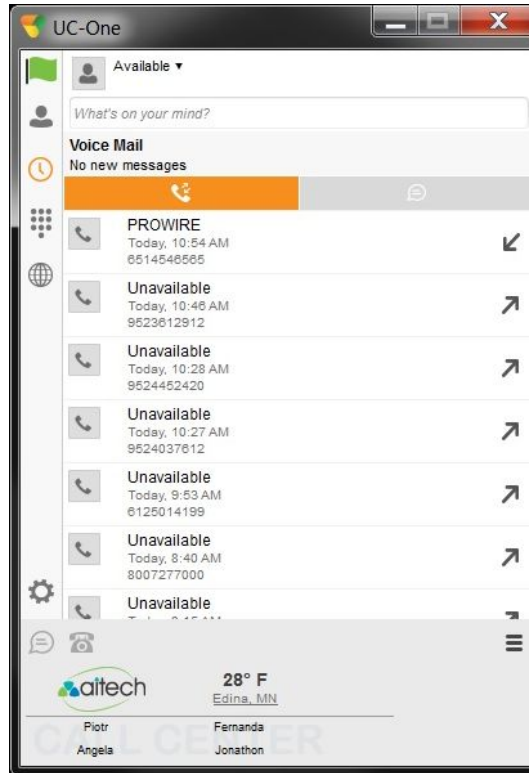 UC-One
Available ▾
What's on your mind?
Voice Mail
No new messages
PROWIRE
Today, 10:54 AM
6514546565
Unavailable
Today, 10:46 AM
9523612912
Unavailable
Today, 10:28 AM
9524452420
Unavailable
Today, 10:27 AM
9524037612
Unavailable
Today, 9:53 AM
6125014199
Unavailable
Today, 8:40 AM
8007277000
Unavailable
aitech
28° F
Edina, MN
Piotr Fernanda
Angela Jonathon
CALL CENTER